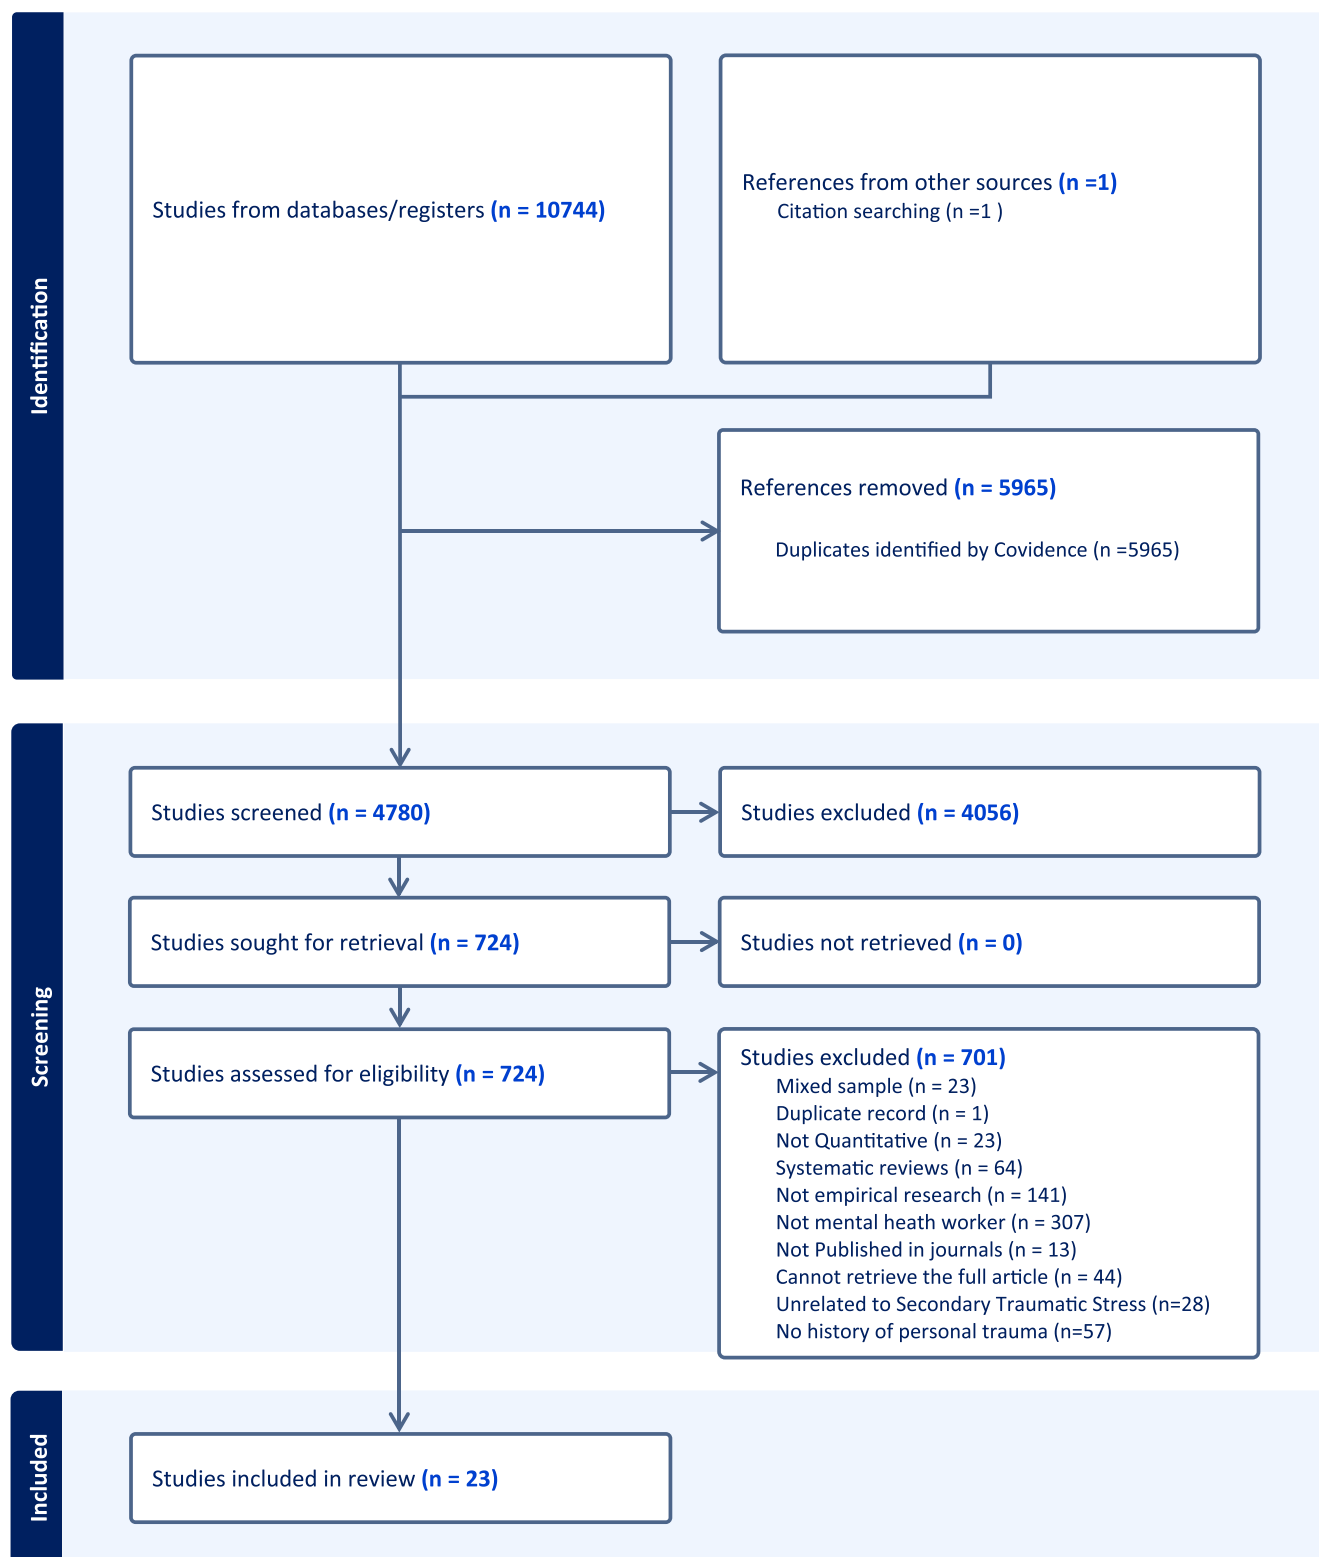 Identification
Studies from databases/registers (n = 10744)
References from other sources (n =1)
Citation searching (n =1 )
References removed (n = 5965)
Duplicates identified by Covidence (n =5965)
Screening
Studies screened (n = 4780)
Studies excluded (n = 4056)
Studies sought for retrieval (n = 724)
Studies not retrieved (n = 0)
Studies assessed for eligibility (n = 724)
Studies excluded (n = 701)
Mixed sample (n = 23)
Duplicate record (n = 1)
Not Quantitative (n = 23)
Systematic reviews (n = 64)
Not empirical research (n = 141)
Not mental heath worker (n = 307)
Not Published in journals (n = 13)
Cannot retrieve the full article (n = 44)
Unrelated to Secondary Traumatic Stress (n=28)
No history of personal trauma (n=57)
Included
Studies included in review (n = 23)